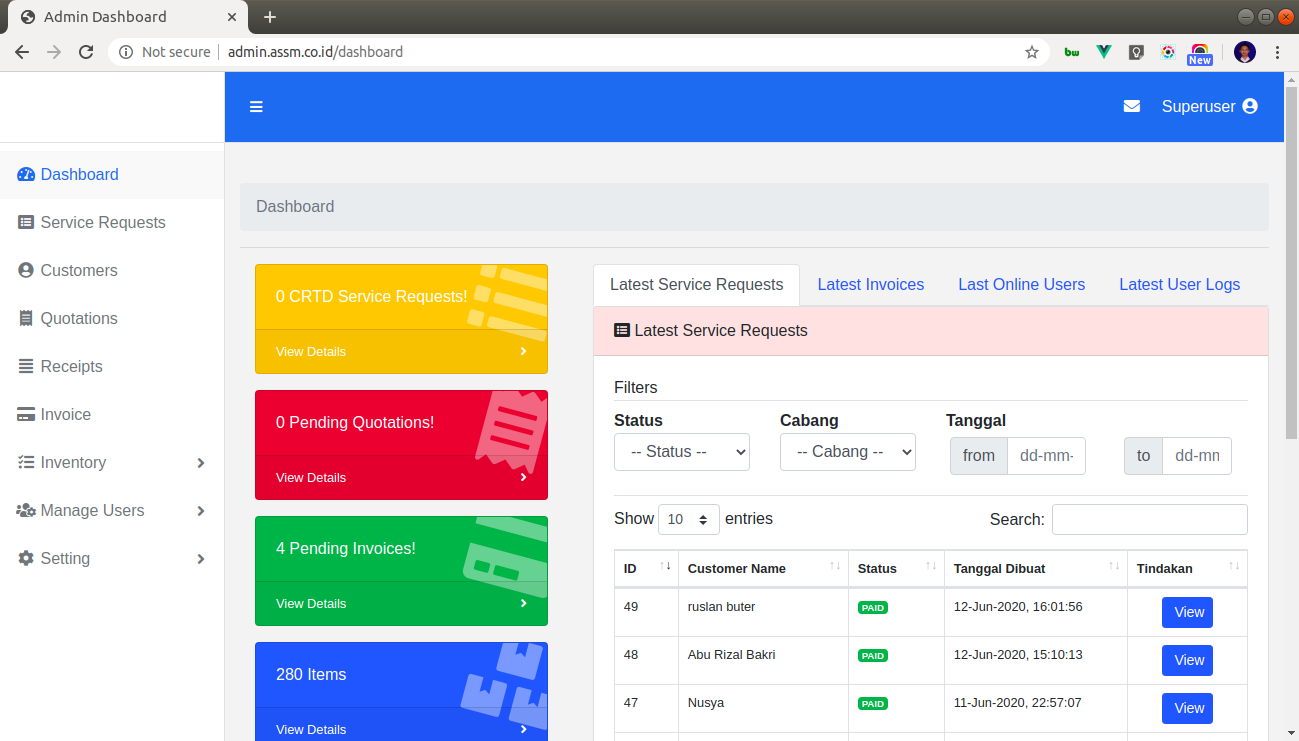 Admin Dashboard
Not secure
admin.assm.co.id/dashboard
New
Superuser
Dashboard
Service Requests
Customers
Quotations
Receipts
Invoice
Inventory
Manage Users
Setting
Dashboard
0 CRTD Service Requests!
View Details
0 Pending Quotations!
View Details
4 Pending Invoices!
View Details
280 Items
View Details
Latest Service Requests
Latest Invoices
Last Online Users
Latest User Logs
Latest Service Requests
Filters
Status
Cabang
Tanggal
-- Status --
-- Cabang --
from
dd-mm-
to
dd-mm
Show 10 entries
Search:
ID Customer Name Status Tanggal Dibuat Tindakan
49 ruslan buter PAID 12-Jun-2020, 16:01:56 View
48 Abu Rizal Bakri PAID 12-Jun-2020, 15:10:13 View
47 Nusya PAID 11-Jun-2020, 22:57:07 View